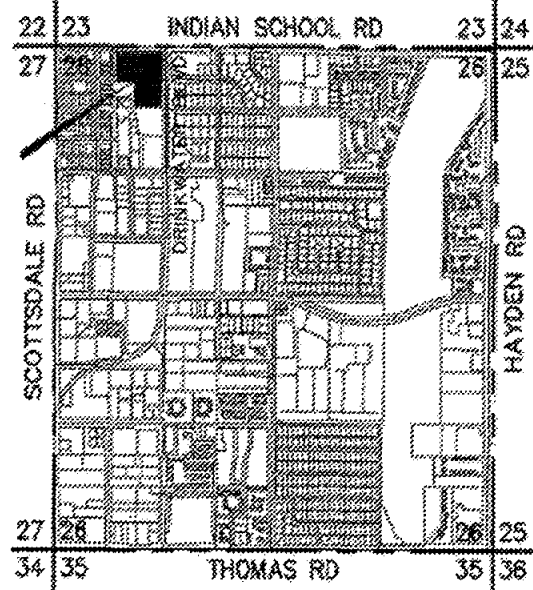 22 23 INDIAN SCHOOL RD 23 24
27 26 26 25
DRINKWATER
SCOTTSDALE RD
HAYDEN RD
27 26 26 25
34 35 THOMAS RD 35 36